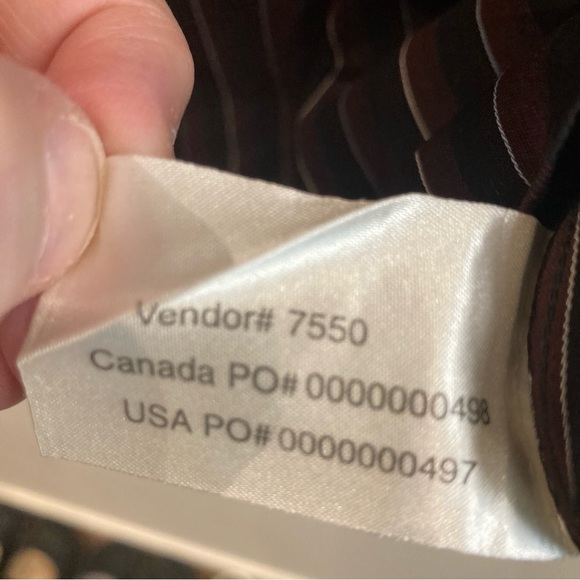 Vendor# 7550
Canada PO# 0000000498
USA PO# 0000000497